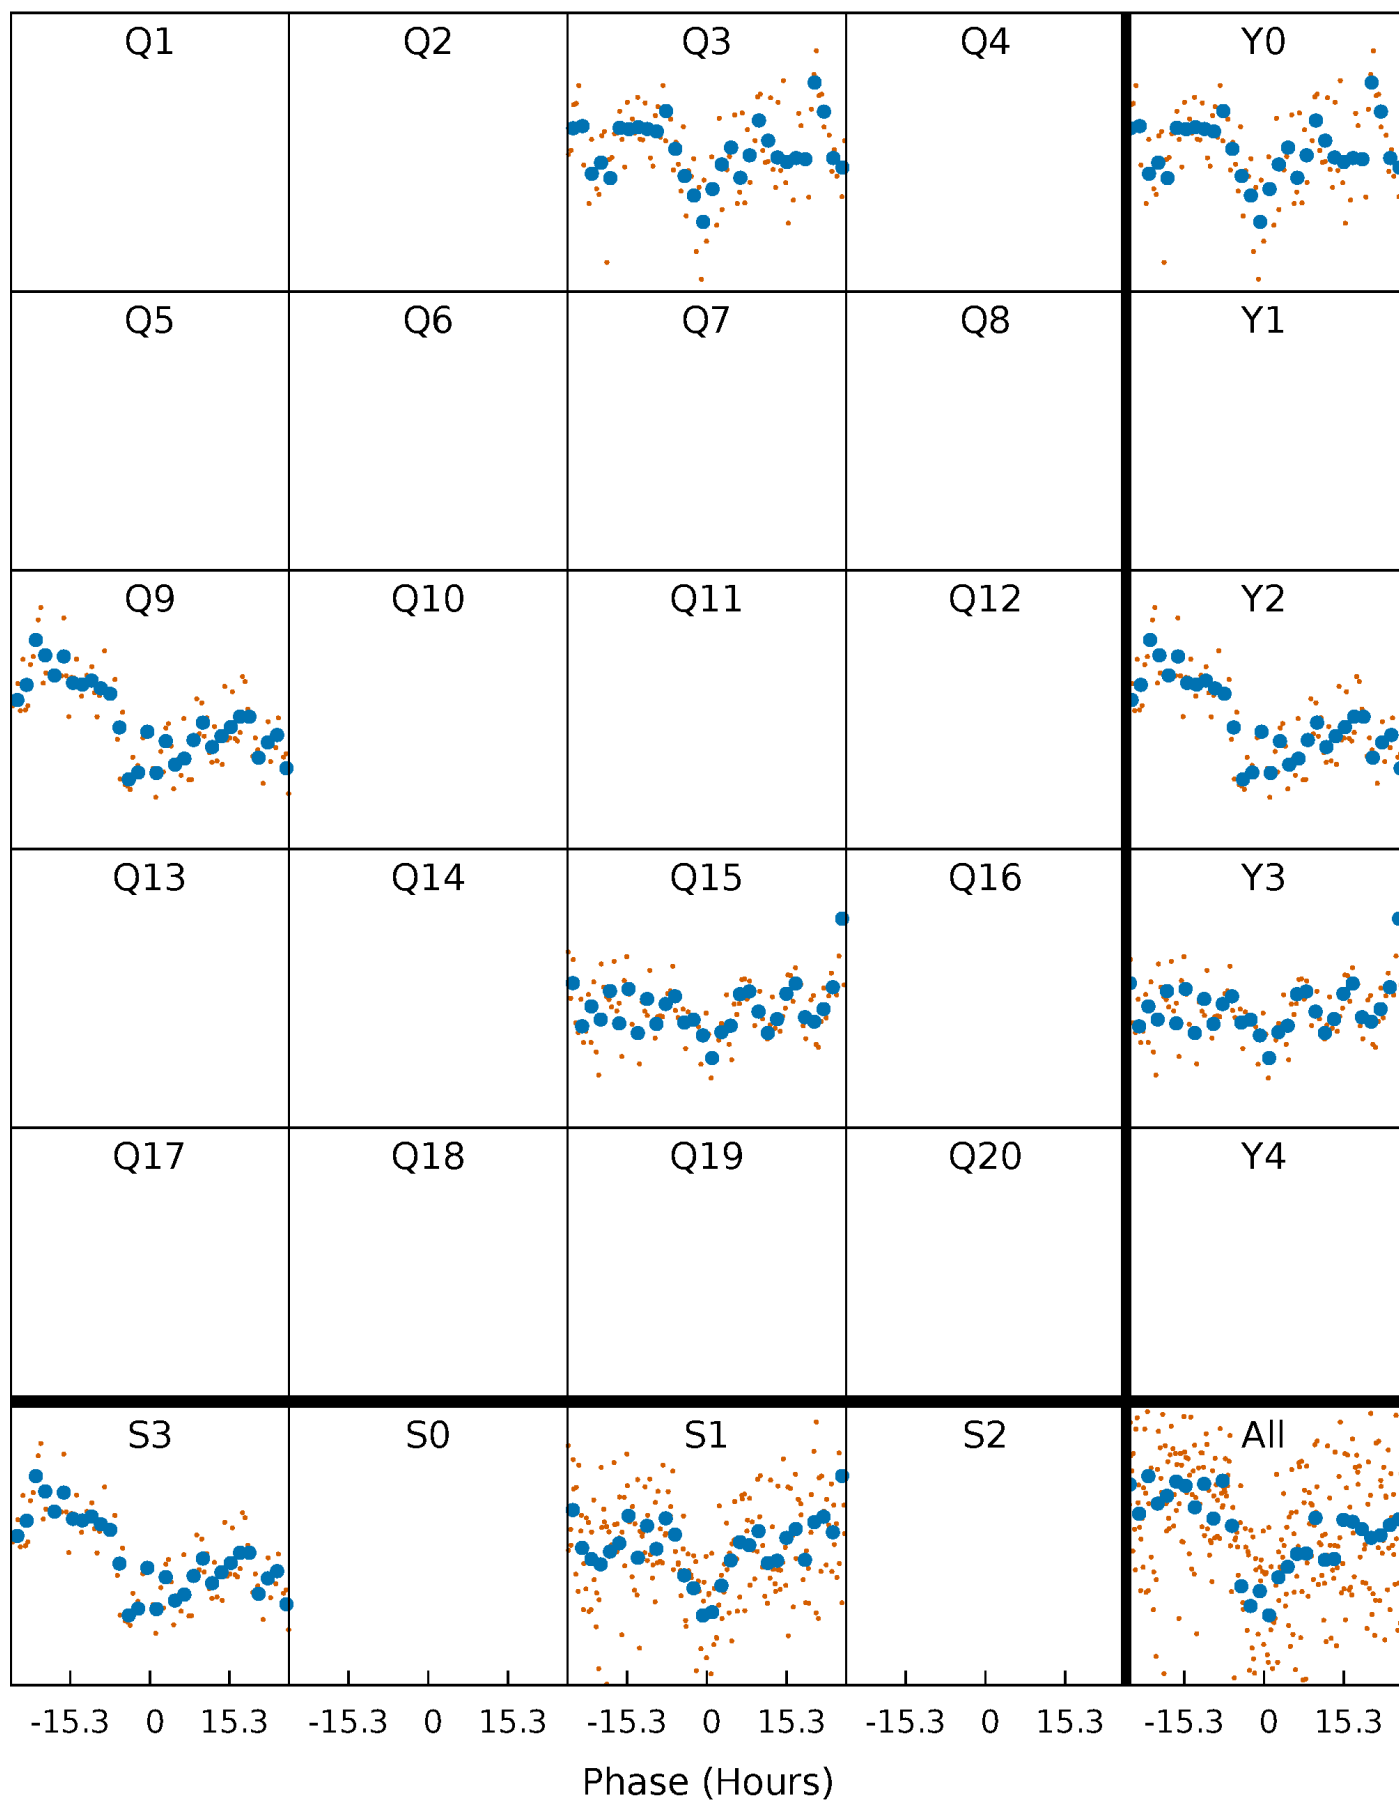 Q1 Q2 Q3 Q4 Y0
Q5 Q6 Q7 Q8 Y1
Q9 Q10 Q11 Q12 Y2
Q13 Q14 Q15 Q16 Y3
Q17 Q18 Q19 Q20 Y4
S3 S0 S1 S2 All
-15.3 0 15.3 -15.3 0 15.3 -15.3 0 15.3 -15.3 0 15.3 -15.3 0 15.3
Phase (Hours)